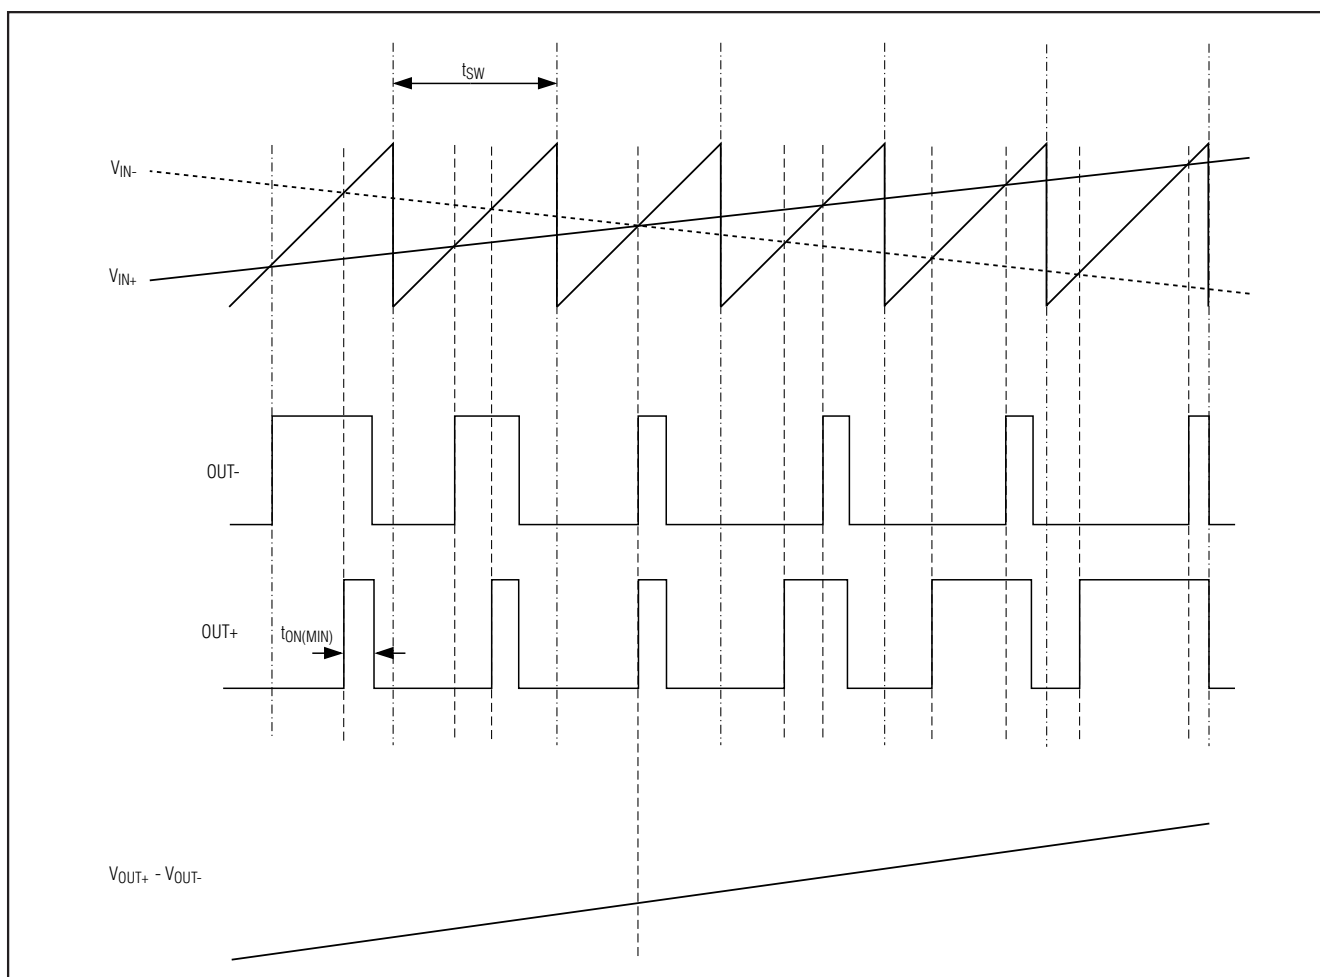 tSW
VIN-
VIN+
OUT-
OUT+
tON(MIN)
VOUT+ - VOUT-